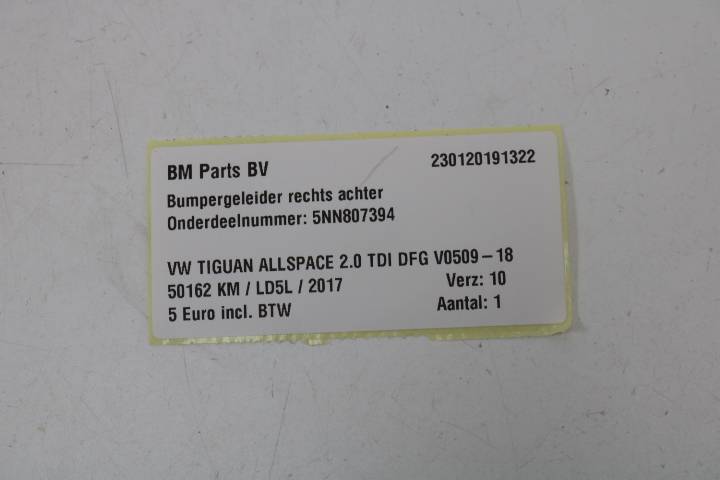 BM Parts BV 230120191322
Bumpergeleider rechts achter
Onderdeelnummer: 5NN807394
VW TIGUAN ALLSPACE 2.0 TDI DFG V0509-18
50162 KM / LD5L / 2017 Verz: 10
5 Euro incl. BTW Aantal: 1